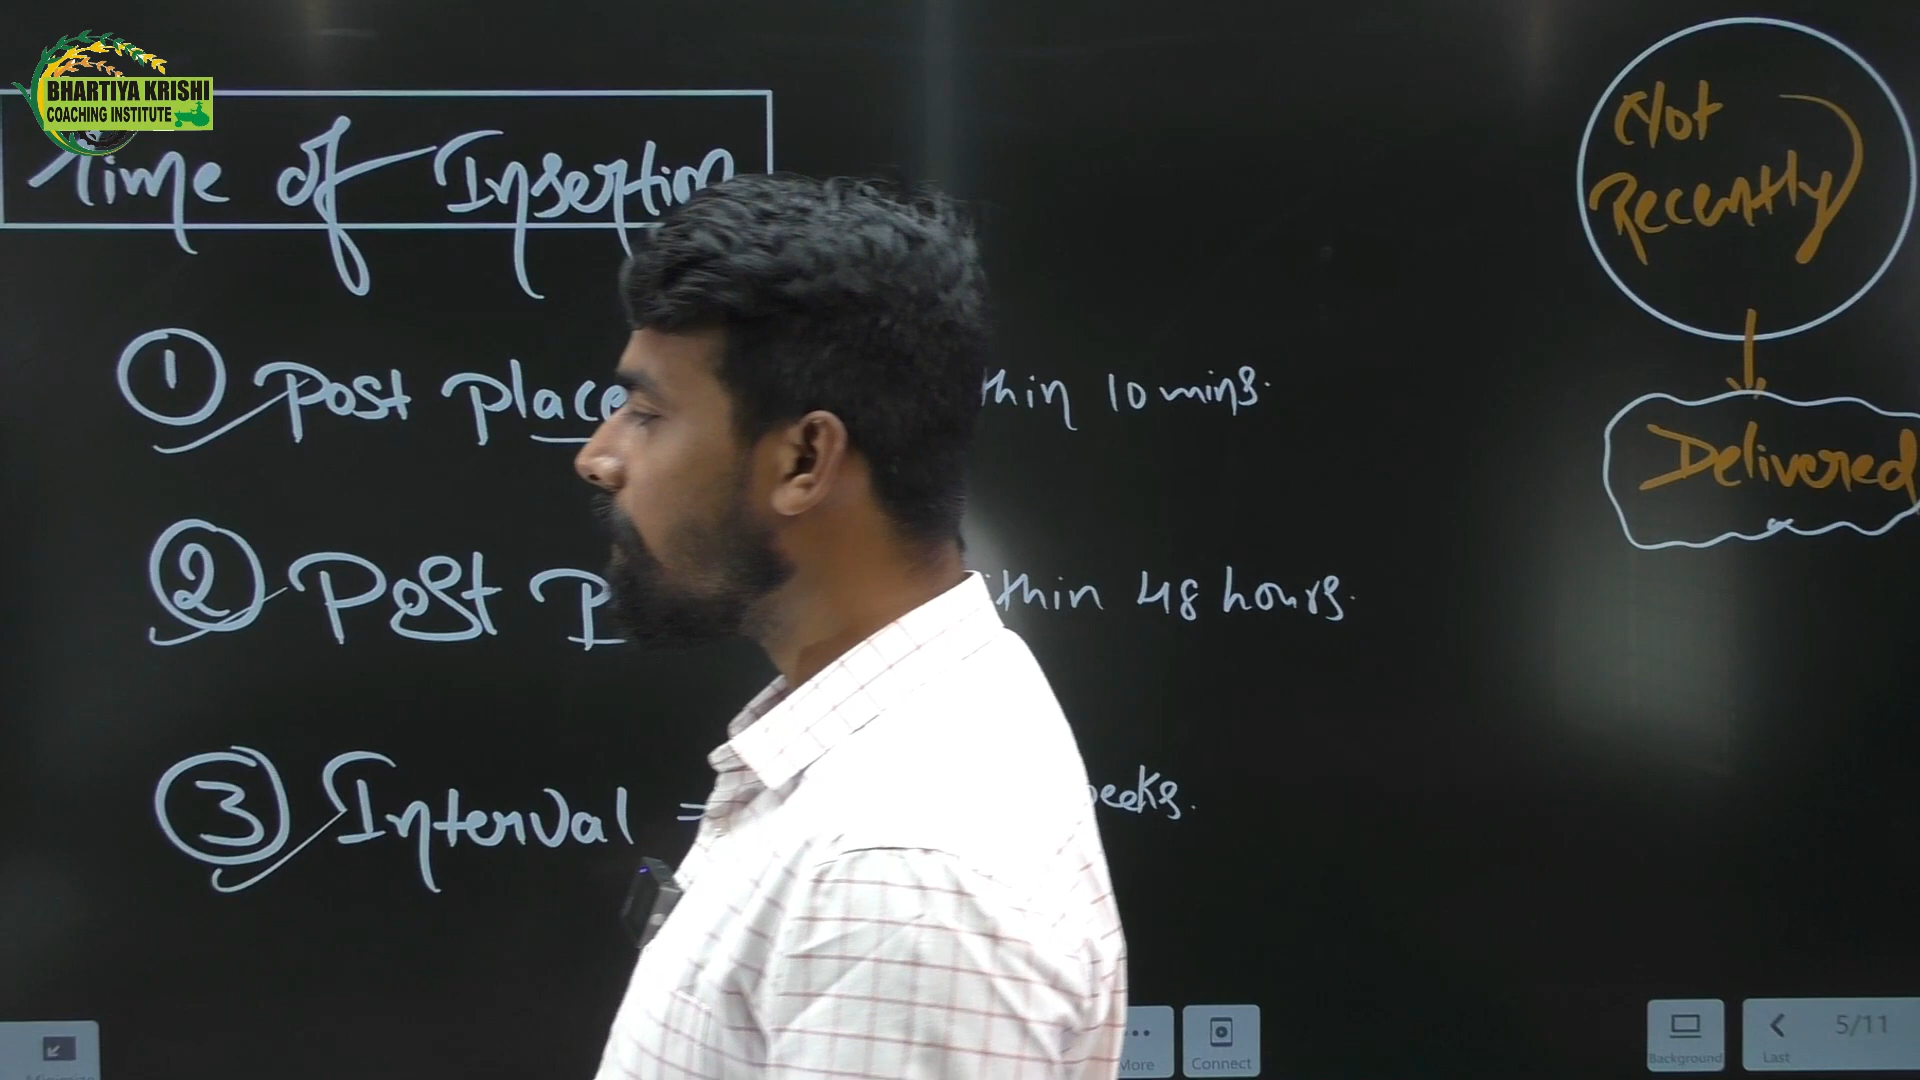 BHARTIYA KRISHI
COACHING INSTITUTE
Time of Insertion
Not
Recently
Delivered
1 Post place thin 10 mins.
2 Post ithin 48 hours.
3 Interval = eeks.
More
Connect
Background
Last
5/11